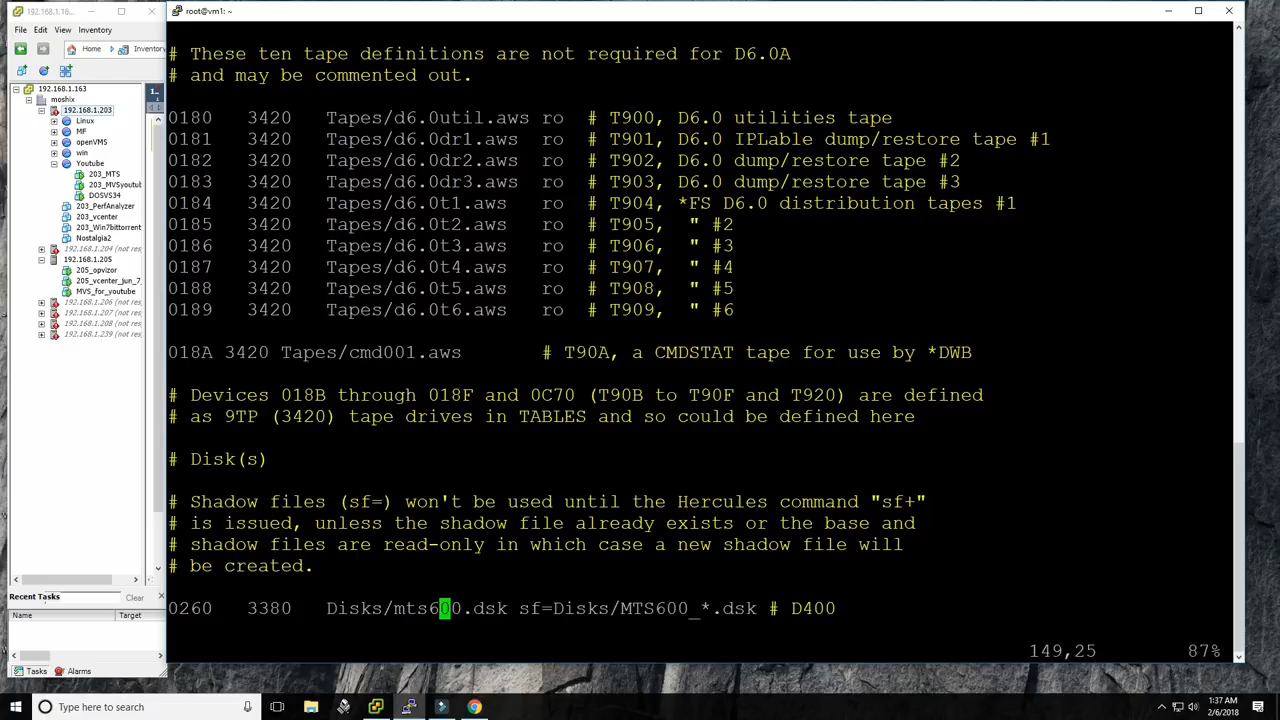 192.168.1.16...
root@vm1: ~
File Edit View Inventory
Home Inventory
192.168.1.163
moshix
192.168.1.203
Linux
MF
openVMS
win
Youtube
203_MTS
203_MVSyoutub
DOSVS34
203_PerfAnalyzer
203_vcenter
203_Win7bittorrent
Nostalgia2
192.168.1.204 (not res
192.168.1.205
205_opvizor
205_vcenter_jun_7_
MVS_for_youtube
192.168.1.206 (not res
192.168.1.207 (not res
192.168.1.208 (not res
192.168.1.239 (not res
Recent Tasks Clear
Name Target
Tasks Alarms
# These ten tape definitions are not required for D6.0A
# and may be commented out.
0180 3420 Tapes/d6.0util.aws ro # T900, D6.0 utilities tape
0181 3420 Tapes/d6.0dr1.aws ro # T901, D6.0 IPLable dump/restore tape #1
0182 3420 Tapes/d6.0dr2.aws ro # T902, D6.0 dump/restore tape #2
0183 3420 Tapes/d6.0dr3.aws ro # T903, D6.0 dump/restore tape #3
0184 3420 Tapes/d6.0t1.aws ro # T904, *FS D6.0 distribution tapes #1
0185 3420 Tapes/d6.0t2.aws ro # T905, " #2
0186 3420 Tapes/d6.0t3.aws ro # T906, " #3
0187 3420 Tapes/d6.0t4.aws ro # T907, " #4
0188 3420 Tapes/d6.0t5.aws ro # T908, " #5
0189 3420 Tapes/d6.0t6.aws ro # T909, " #6
018A 3420 Tapes/cmd001.aws # T90A, a CMDSTAT tape for use by *DWB
# Devices 018B through 018F and 0C70 (T90B to T90F and T920) are defined
# as 9TP (3420) tape drives in TABLES and so could be defined here
# Disk(s)
# Shadow files (sf=) won't be used until the Hercules command "sf+"
# is issued, unless the shadow file already exists or the base and
# shadow files are read-only in which case a new shadow file will
# be created.
0260 3380 Disks/mts600.dsk sf=Disks/MTS600_*.dsk # D400
149,25 87%
Type here to search
1:37 AM
2/6/2018